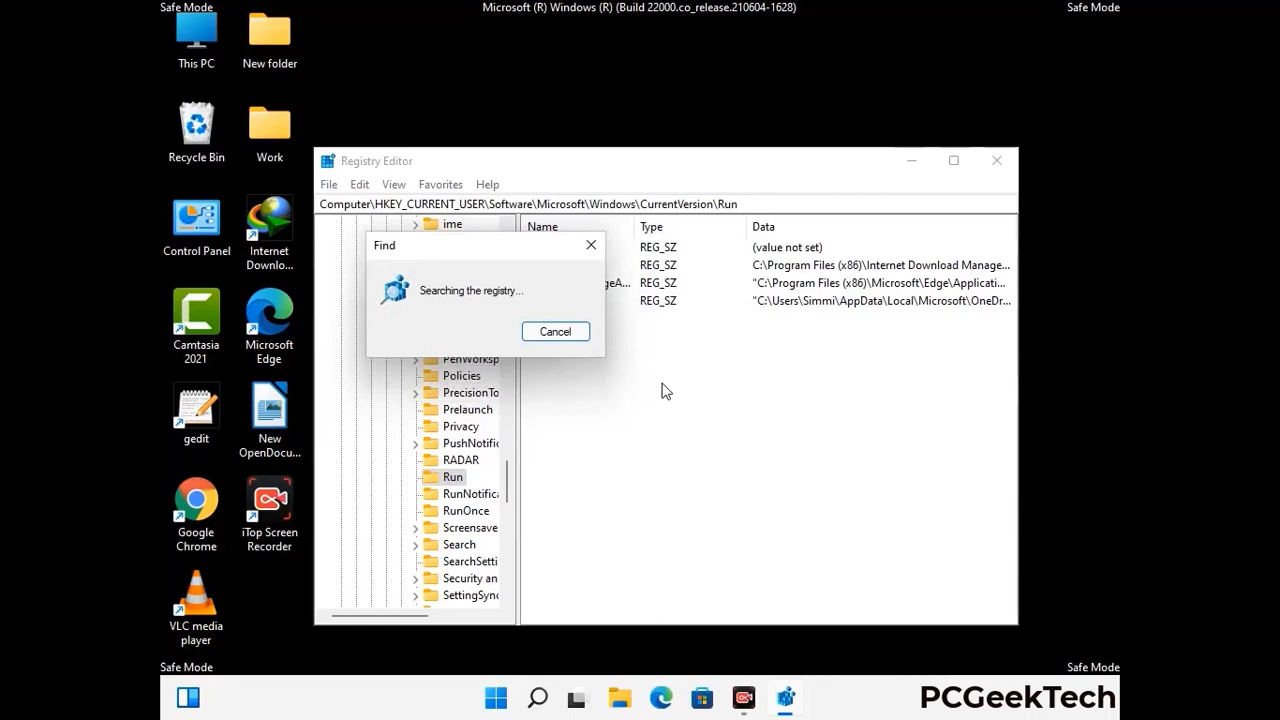 Safe Mode
Microsoft (R) Windows (R) (Build 22000.co_release.210604-1628)
Safe Mode
This PC
New folder
Recycle Bin
Work
Control Panel
Internet
Downlo...
Camtasia
2021
Microsoft
Edge
gedit
New
OpenDocu...
Google
Chrome
iTop Screen
Recorder
VLC media
player
Registry Editor
File Edit View Favorites Help
Computer\HKEY_CURRENT_USER\Software\Microsoft\Windows\CurrentVersion\Run
ime
PenWorksp
Policies
PrecisionTo
Prelaunch
Privacy
PushNotific
RADAR
Run
RunNotifica
RunOnce
Screensave
Search
SearchSetti
Security an
SettingSync
Name Type Data
REG_SZ (value not set)
REG_SZ C:\Program Files (x86)\Internet Download Manage...
geA... REG_SZ "C:\Program Files (x86)\Microsoft\Edge\Applicati...
REG_SZ "C:\Users\Simmi\AppData\Local\Microsoft\OneDr...
Find
Searching the registry...
Cancel
Safe Mode
Safe Mode
PCGeekTech